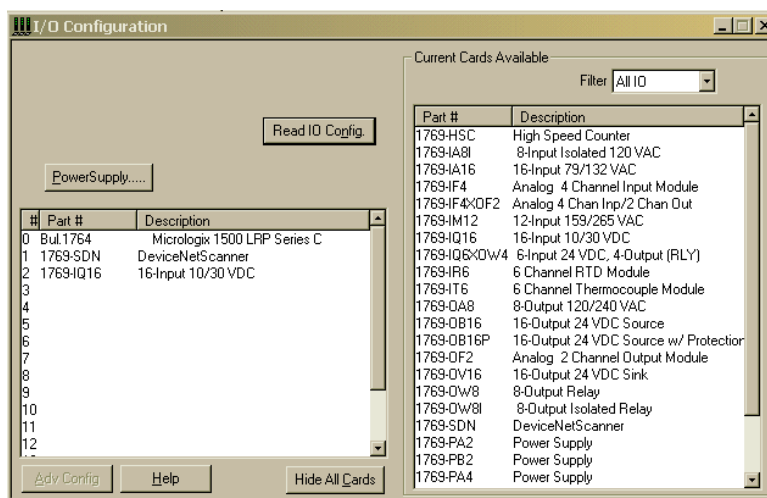 I/O Configuration
Read IO Config.
PowerSupply.....
# Part # Description
0 Bul.1764 Micrologix 1500 LRP Series C
1 1769-SDN DeviceNetScanner
2 1769-IQ16 16-Input 10/30 VDC
3
4
5
6
7
8
9
10
11
12
Adv Config Help Hide All Cards
Current Cards Available
Filter All IO
Part # Description
1769-HSC High Speed Counter
1769-IA8I 8-Input Isolated 120 VAC
1769-IA16 16-Input 79/132 VAC
1769-IF4 Analog 4 Channel Input Module
1769-IF4XOF2 Analog 4 Chan Inp/2 Chan Out
1769-IM12 12-Input 159/265 VAC
1769-IQ16 16-Input 10/30 VDC
1769-IQ6XOW4 6-Input 24 VDC, 4-Output (RLY)
1769-IR6 6 Channel RTD Module
1769-IT6 6 Channel Thermocouple Module
1769-OA8 8-Output 120/240 VAC
1769-OB16 16-Output 24 VDC Source
1769-OB16P 16-Output 24 VDC Source w/ Protection
1769-OF2 Analog 2 Channel Output Module
1769-OV16 16-Output 24 VDC Sink
1769-OW8 8-Output Relay
1769-OW8I 8-Output Isolated Relay
1769-SDN DeviceNetScanner
1769-PA2 Power Supply
1769-PB2 Power Supply
1769-PA4 Power Supply